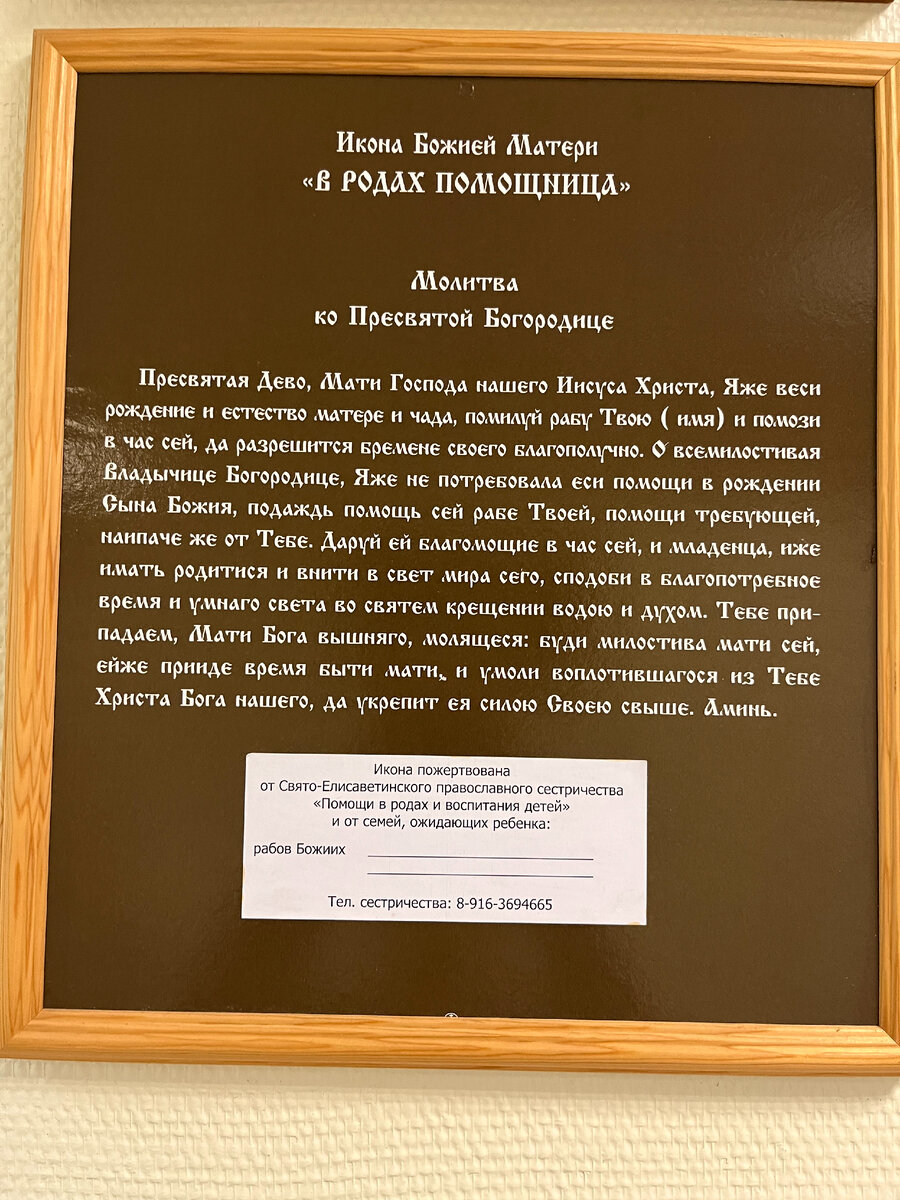 Икона Божией Матери
«В РОДАХ ПОМОЩНИЦА»
Молитва
ко Пресвятой Богородице
Пресвятая Дево, Мати Господа нашего Иисуса Христа, Яже веси
рождение и естество матере и чада, помилуй рабу Твою ( имя) и помози
в час сей, да разрешится бремене своего благополучно. О всемилостивая
Владычице Богородице, Яже не потребовала еси помощи в рождении
Сына Божия, подаждь помощь сей рабе Твоей, помощи требующей,
наипаче же от Тебе. Даруй ей благомощие в час сей, и младенца, иже
имать родитися и внити в свет мира сего, сподоби в благопотребное
время и умнаго света во святем крещении водою и духом. Тебе при-
падаем, Мати Бога вышняго, молящеся: буди милостива мати сей,
ейже прииде время быти мати, и умоли воплотившагося из Тебе
Христа Бога нашего, да укрепит ея силою Своею свыше. Аминь.
Икона пожертвована
от Свято-Елисаветинского православного сестричества
«Помощи в родах и воспитания детей»
и от семей, ожидающих ребенка:
рабов Божиих
Тел. сестричества: 8-916-3694665